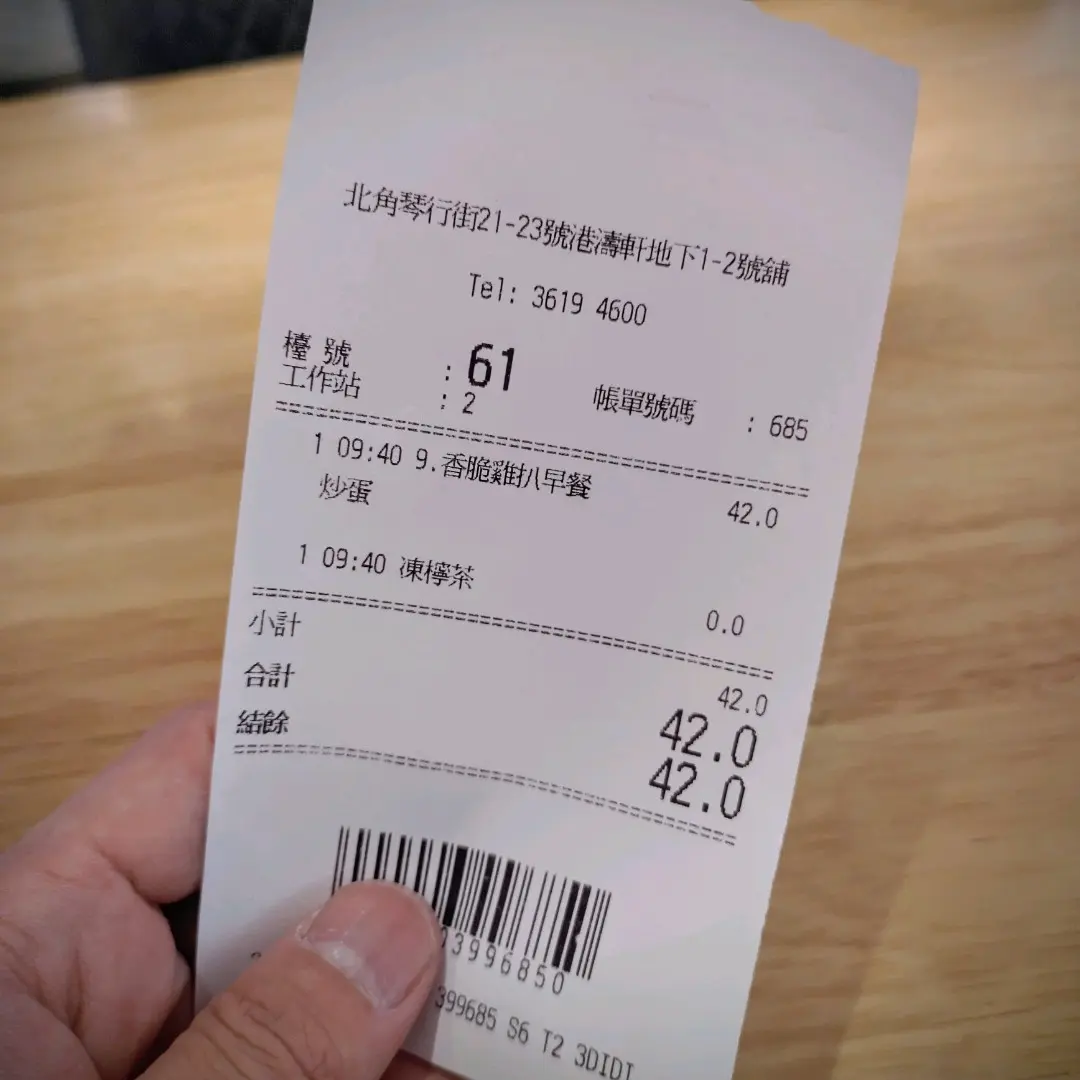 北角琴行街21-23號港濤軒地下1-2號舖
Tel: 3619 4600
檯 號 : 61
工作站 : 2 帳單號碼 : 685
1 09:40 9.香脆雞扒早餐 42.0
炒蛋
1 09:40 凍檸茶 0.0
小計 42.0
合計 42.0
結餘 42.0
3996850
399685 S6 T2 3DIDI